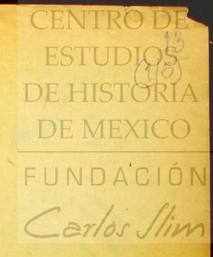 CENTRO DE
ESTUDIOS
DE HISTORIA
DE MEXICO
FUNDACIÓN
Carlos Slim